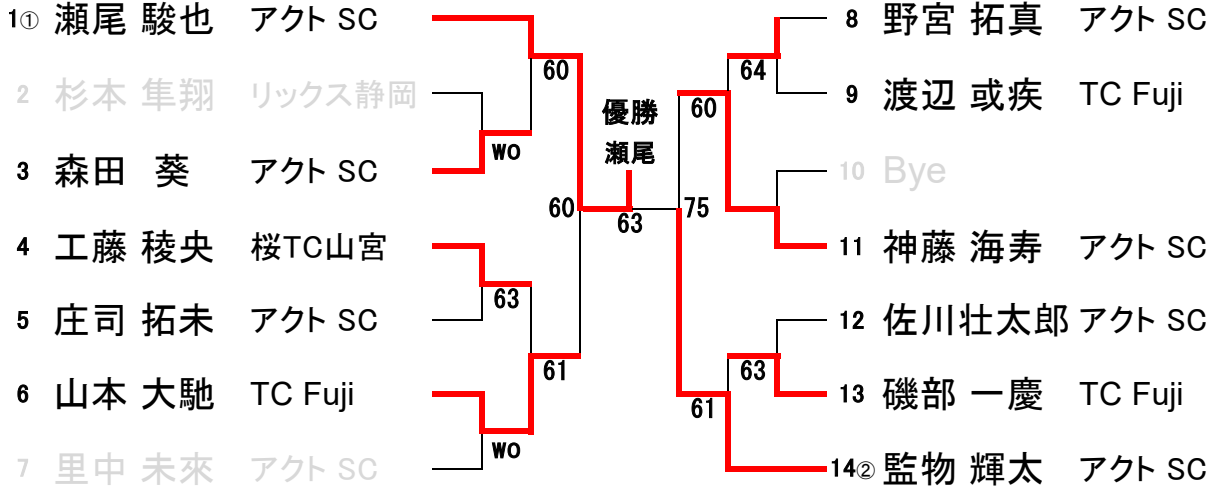 1① 瀬尾 駿也 アクト SC
2 杉本 隼翔 リックス静岡
3 森田 葵 アクト SC
4 工藤 稜央 桜TC山宮
5 庄司 拓未 アクト SC
6 山本 大馳 TC Fuji
7 里中 未來 アクト SC
60
WO
60
63
61
WO
優勝
瀬尾
63
64
60
75
63
61
8 野宮 拓真 アクト SC
9 渡辺 或疾 TC Fuji
10 Bye
11 神藤 海寿 アクト SC
12 佐川壮太郎 アクト SC
13 磯部 一慶 TC Fuji
14② 監物 輝太 アクト SC